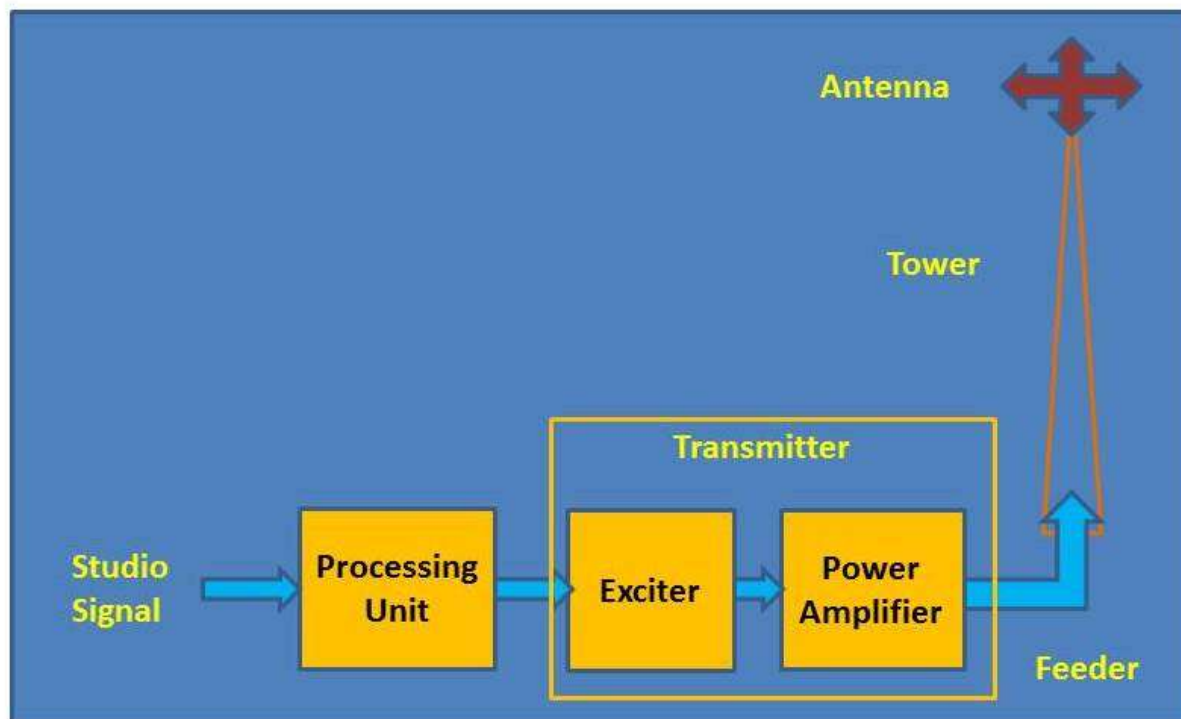 Antenna
Tower
Transmitter
Studio
Signal
Processing
Unit
Exciter
Power
Amplifier
Feeder